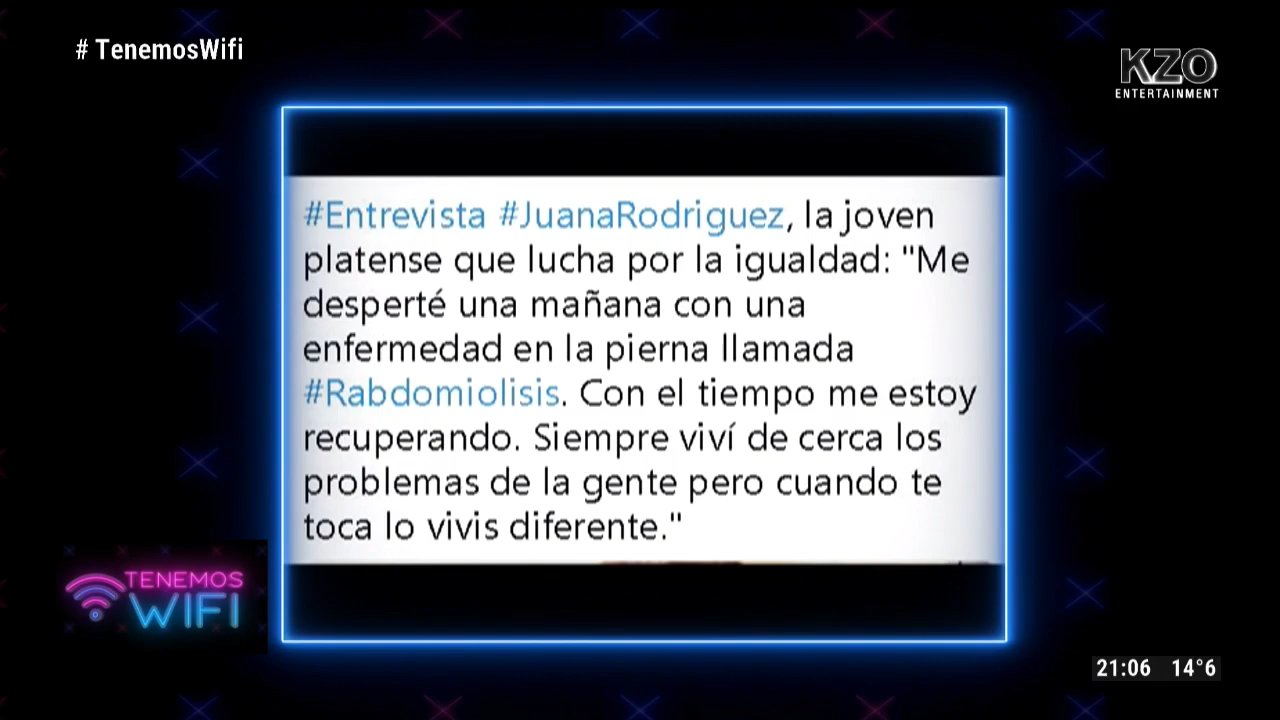 # TenemosWifi
KZO
ENTERTAINMENT
#Entrevista #JuanaRodriguez, la joven
platense que lucha por la igualdad: "Me
desperté una mañana con una
enfermedad en la pierna llamada
#Rabdomiolisis. Con el tiempo me estoy
recuperando. Siempre viví de cerca los
problemas de la gente pero cuando te
toca lo vivis diferente."
TENEMOS
WIFI
21:06 14°6